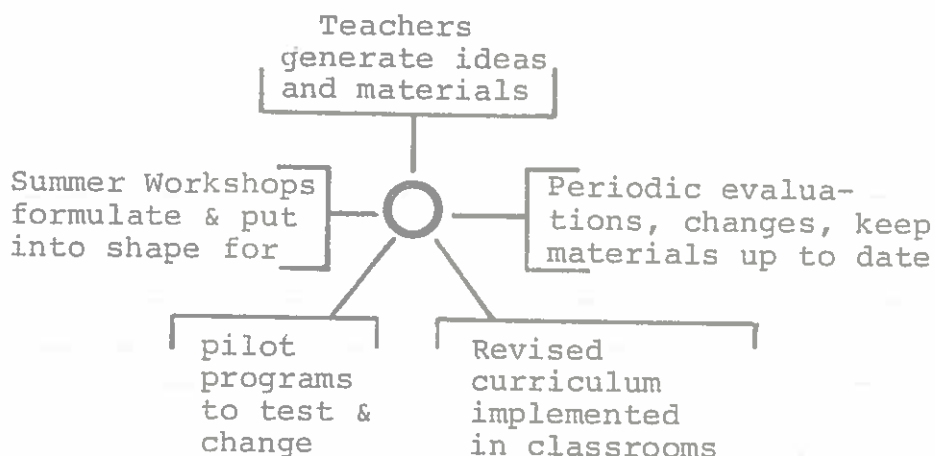 Teachers
generate ideas
and materials
Summer Workshops
formulate & put
into shape for
Periodic evalua-
tions, changes, keep
materials up to date
pilot
programs
to test &
change
Revised
curriculum
implemented
in classrooms